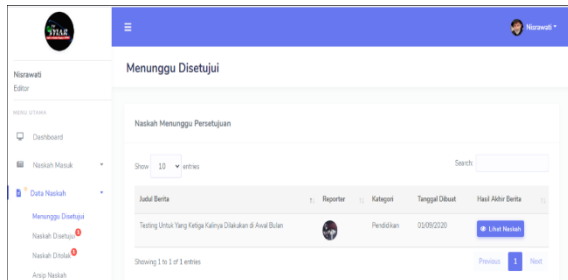 Nisrawati
Menunggu Disetujui
Nisrawati
Editor
MENU UTAMA
Dashboard
Naskah Masuk
Data Naskah
Menunggu Disetujui
Naskah Disetujui
Naskah Ditolak
Arsip Naskah
Naskah Menunggu Persetujuan
Show 10 entries
Search:
Judul Berita Reporter Kategori Tanggal Dibuat Hasil Akhir Berita
Testing Untuk Yang Ketiga Kalinya Dilakukan di Awal Bulan Pendidikan 01/09/2020 Lihat Naskah
Showing 1 to 1 of 1 entries
Previous 1 Next